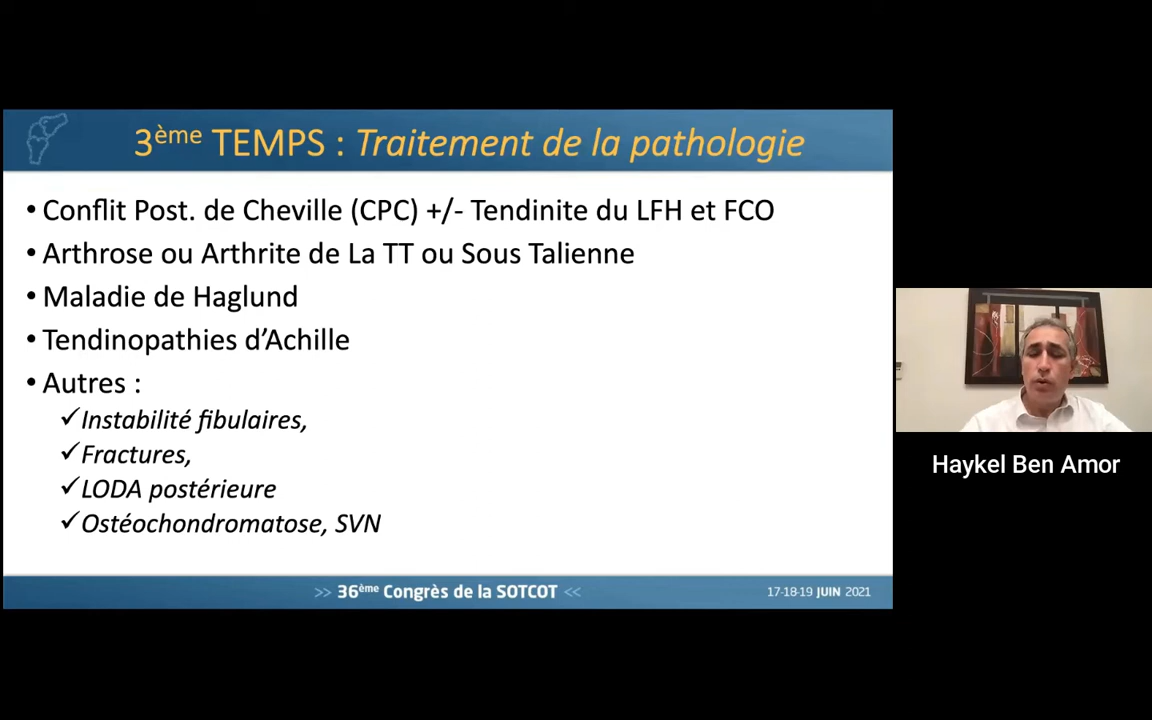 3ème TEMPS : Traitement de la pathologie
• Conflit Post. de Cheville (CPC) +/- Tendinite du LFH et FCO
• Arthrose ou Arthrite de La TT ou Sous Talienne
• Maladie de Haglund
• Tendinopathies d’Achille
• Autres :
✓Instabilité fibulaires,
✓Fractures,
✓LODA postérieure
✓Ostéochondromatose, SVN
Haykel Ben Amor
>> 36ème Congrès de la SOTCOT <<
17-18-19 JUIN 2021